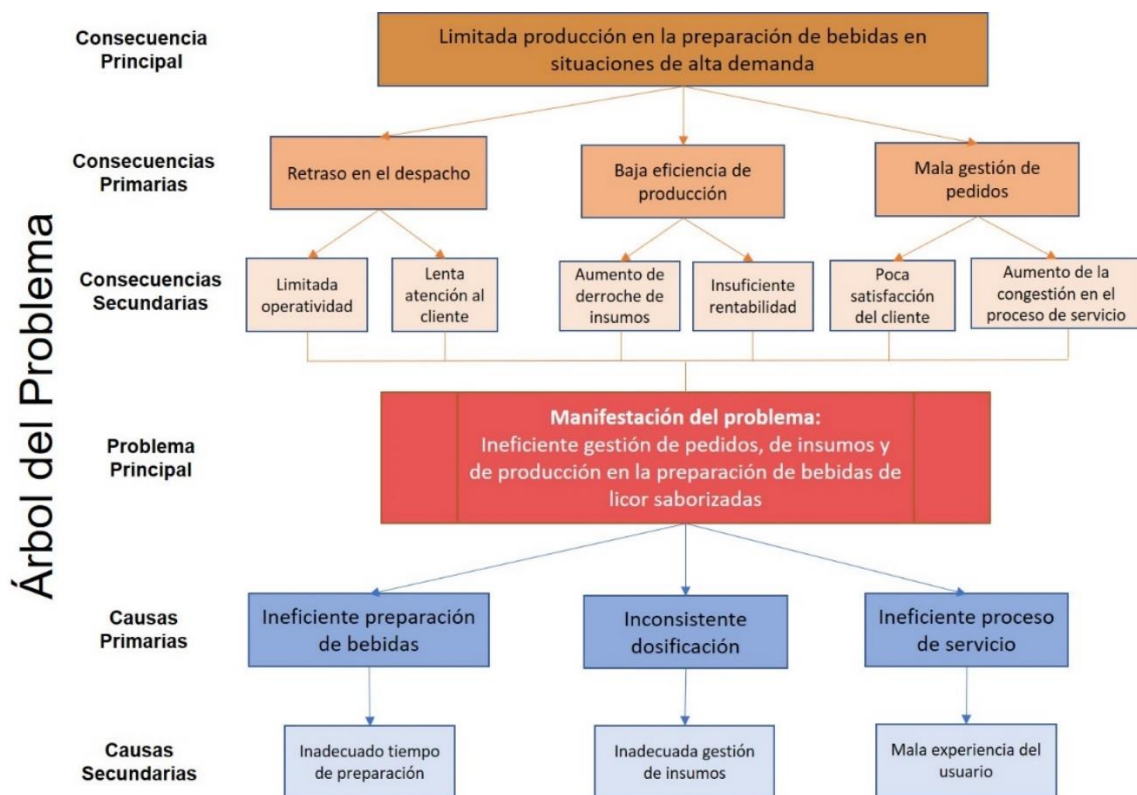 Árbol del Problema
Consecuencia
Principal
Limitada producción en la preparación de bebidas en
situaciones de alta demanda
Consecuencias
Primarias
Retraso en el despacho
Baja eficiencia de
producción
Mala gestión de
pedidos
Consecuencias
Secundarias
Limitada
operatividad
Lenta
atención al
cliente
Aumento de
derroche de
insumos
Insuficiente
rentabilidad
Poca
satisfacción
del cliente
Aumento de la
congestión en el
proceso de servicio
Problema
Principal
Manifestación del problema:
Ineficiente gestión de pedidos, de insumos y
de producción en la preparación de bebidas de
licor saborizadas
Causas
Primarias
Ineficiente preparación
de bebidas
Inconsistente
dosificación
Ineficiente proceso
de servicio
Causas
Secundarias
Inadecuado tiempo
de preparación
Inadecuada gestión
de insumos
Mala experiencia del
usuario